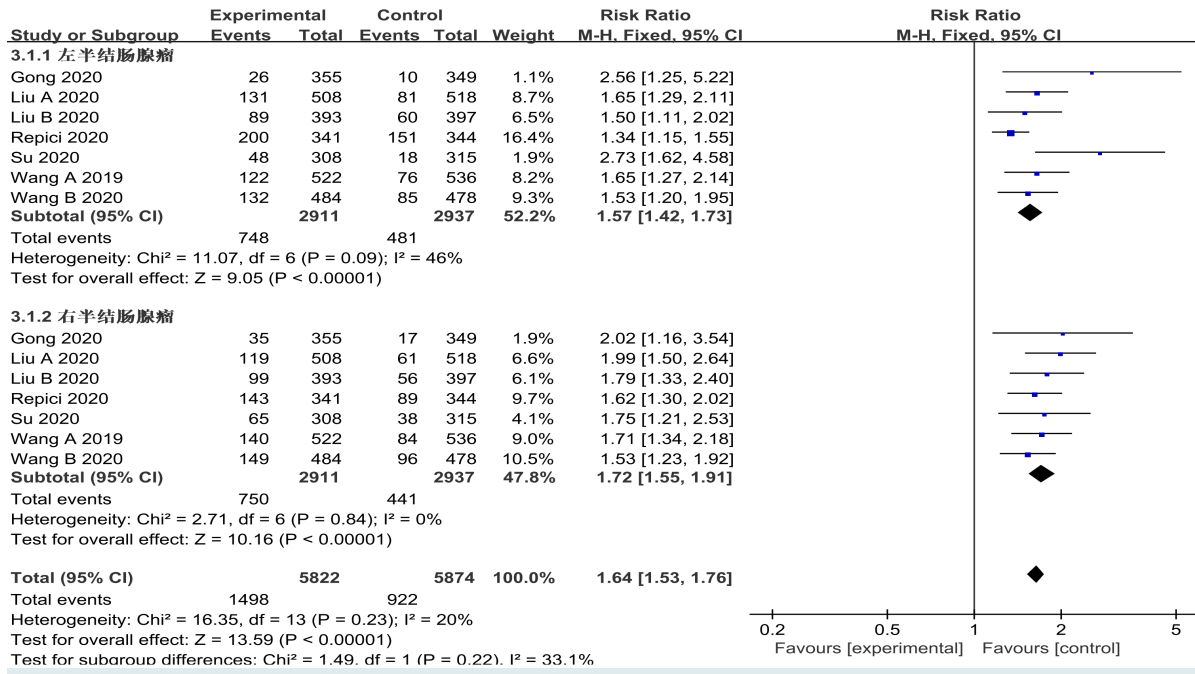 Experimental Control Risk Ratio Risk Ratio
Study or Subgroup Events Total Events Total Weight M-H, Fixed, 95% CI M-H, Fixed, 95% CI
3.1.1 左半结肠腺瘤
Gong 2020 26 355 10 349 1.1% 2.56 [1.25, 5.22]
Liu A 2020 131 508 81 518 8.7% 1.65 [1.29, 2.11]
Liu B 2020 89 393 60 397 6.5% 1.50 [1.11, 2.02]
Repici 2020 200 341 151 344 16.4% 1.34 [1.15, 1.55]
Su 2020 48 308 18 315 1.9% 2.73 [1.62, 4.58]
Wang A 2019 122 522 76 536 8.2% 1.65 [1.27, 2.14]
Wang B 2020 132 484 85 478 9.3% 1.53 [1.20, 1.95]
Subtotal (95% CI) 2911 2937 52.2% 1.57 [1.42, 1.73]
Total events 748 481
Heterogeneity: Chi² = 11.07, df = 6 (P = 0.09); I² = 46%
Test for overall effect: Z = 9.05 (P < 0.00001)
3.1.2 右半结肠腺瘤
Gong 2020 35 355 17 349 1.9% 2.02 [1.16, 3.54]
Liu A 2020 119 508 61 518 6.6% 1.99 [1.50, 2.64]
Liu B 2020 99 393 56 397 6.1% 1.79 [1.33, 2.40]
Repici 2020 143 341 89 344 9.7% 1.62 [1.30, 2.02]
Su 2020 65 308 38 315 4.1% 1.75 [1.21, 2.53]
Wang A 2019 140 522 84 536 9.0% 1.71 [1.34, 2.18]
Wang B 2020 149 484 96 478 10.5% 1.53 [1.23, 1.92]
Subtotal (95% CI) 2911 2937 47.8% 1.72 [1.55, 1.91]
Total events 750 441
Heterogeneity: Chi² = 2.71, df = 6 (P = 0.84); I² = 0%
Test for overall effect: Z = 10.16 (P < 0.00001)
Total (95% CI) 5822 5874 100.0% 1.64 [1.53, 1.76]
Total events 1498 922
Heterogeneity: Chi² = 16.35, df = 13 (P = 0.23); I² = 20%
Test for overall effect: Z = 13.59 (P < 0.00001)
Test for subgroup differences: Chi² = 1.49, df = 1 (P = 0.22), I² = 33.1%
0.2 0.5 1 2 5
Favours [experimental] Favours [control]